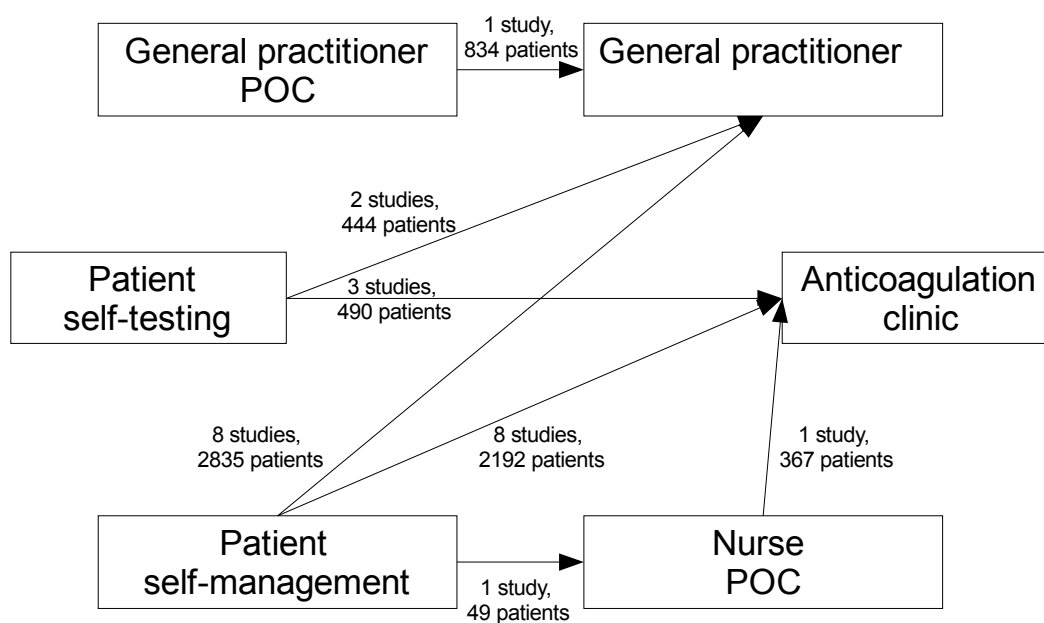 General practitioner
POC
1 study,
834 patients
General practitioner
2 studies,
444 patients
Patient
self-testing
3 studies,
490 patients
Anticoagulation
clinic
8 studies,
2835 patients
8 studies,
2192 patients
1 study,
367 patients
Patient
self-management
1 study,
49 patients
Nurse
POC